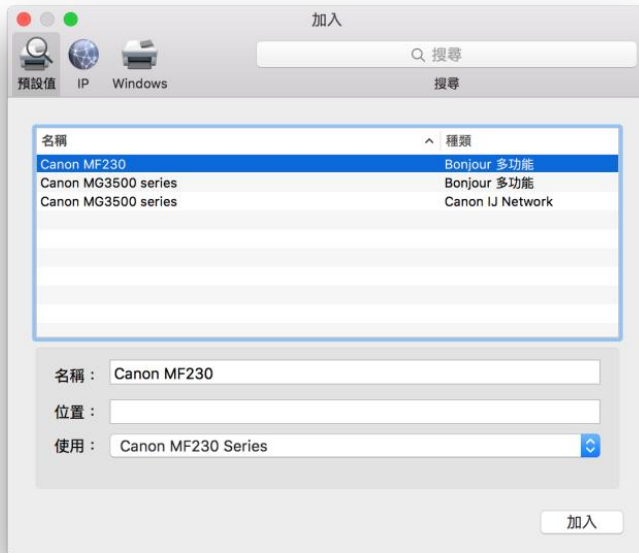 加入
搜尋
預設值 IP Windows 搜尋
名稱 種類
Canon MF230 Bonjour 多功能
Canon MG3500 series Bonjour 多功能
Canon MG3500 series Canon IJ Network
名稱： Canon MF230
位置：
使用： Canon MF230 Series
加入